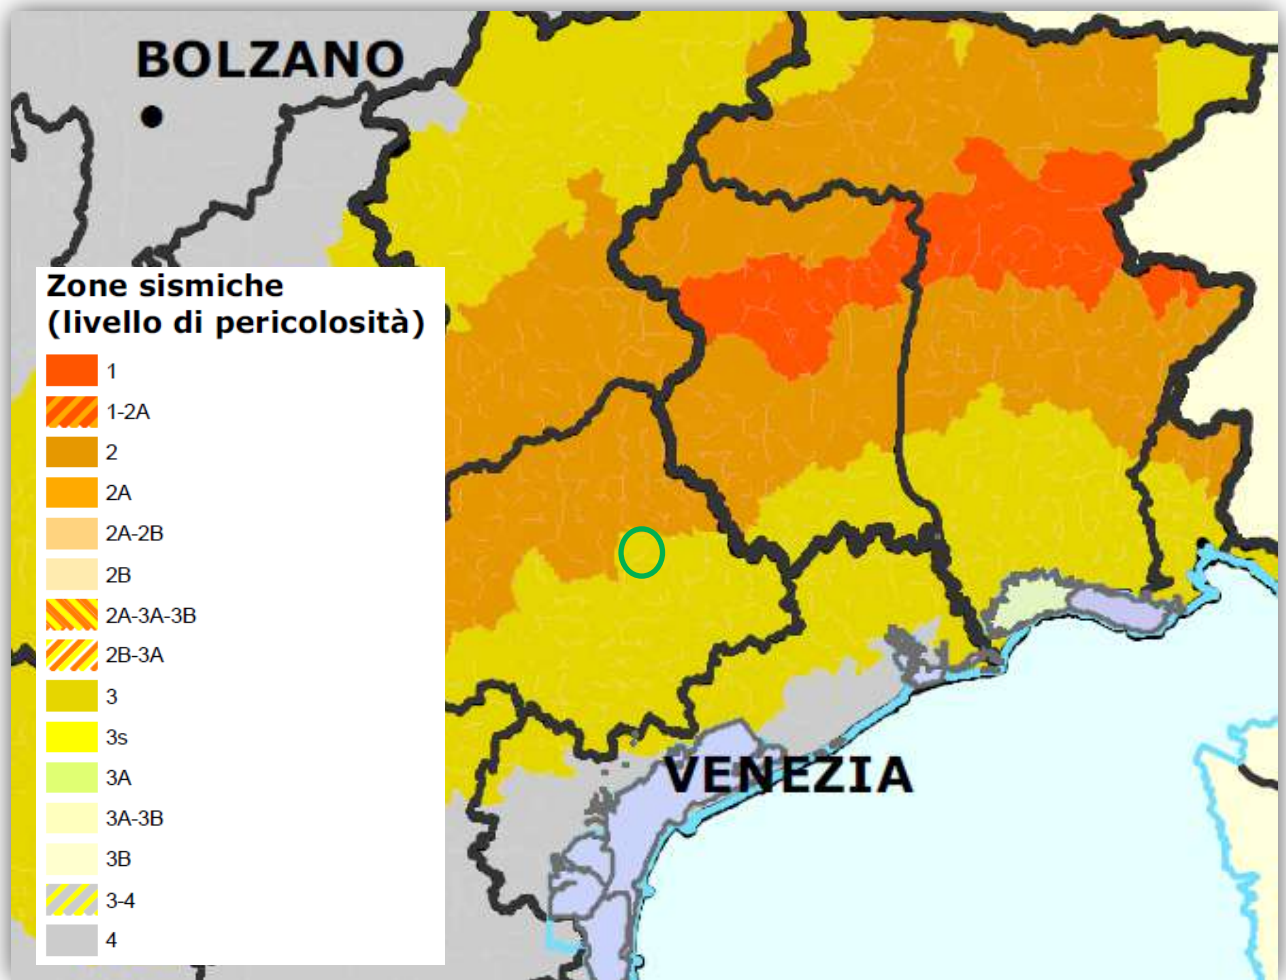 BOLZANO
Zone sismiche
(livello di pericolosità)
1
1-2A
2
2A
2A-2B
2B
2A-3A-3B
2B-3A
3
3s
3A
3A-3B
3B
3-4
4
VENEZIA